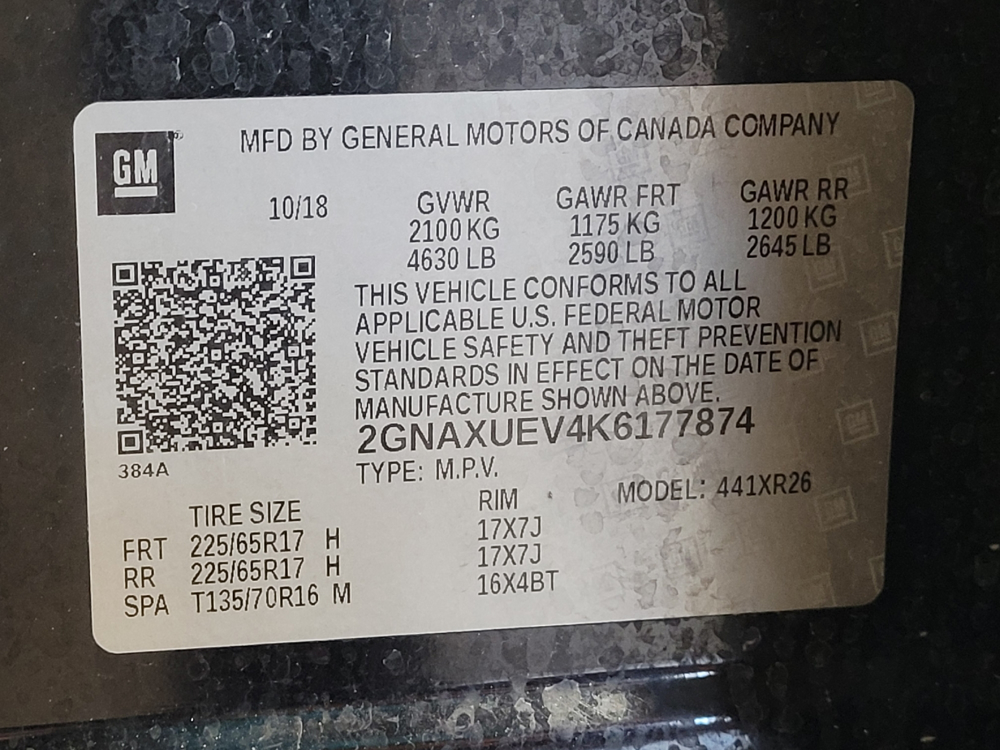 GM
MFD BY GENERAL MOTORS OF CANADA COMPANY
10/18 GVWR GAWR FRT GAWR RR
2100 KG 1175 KG 1200 KG
4630 LB 2590 LB 2645 LB
THIS VEHICLE CONFORMS TO ALL
APPLICABLE U.S. FEDERAL MOTOR
VEHICLE SAFETY AND THEFT PREVENTION
STANDARDS IN EFFECT ON THE DATE OF
MANUFACTURE SHOWN ABOVE.
2GNAXUEV4K6177874
384A
TYPE: M.P.V.
MODEL: 441XR26
TIRE SIZE RIM
FRT 225/65R17 H 17X7J
RR 225/65R17 H 17X7J
SPA T135/70R16 M 16X4BT